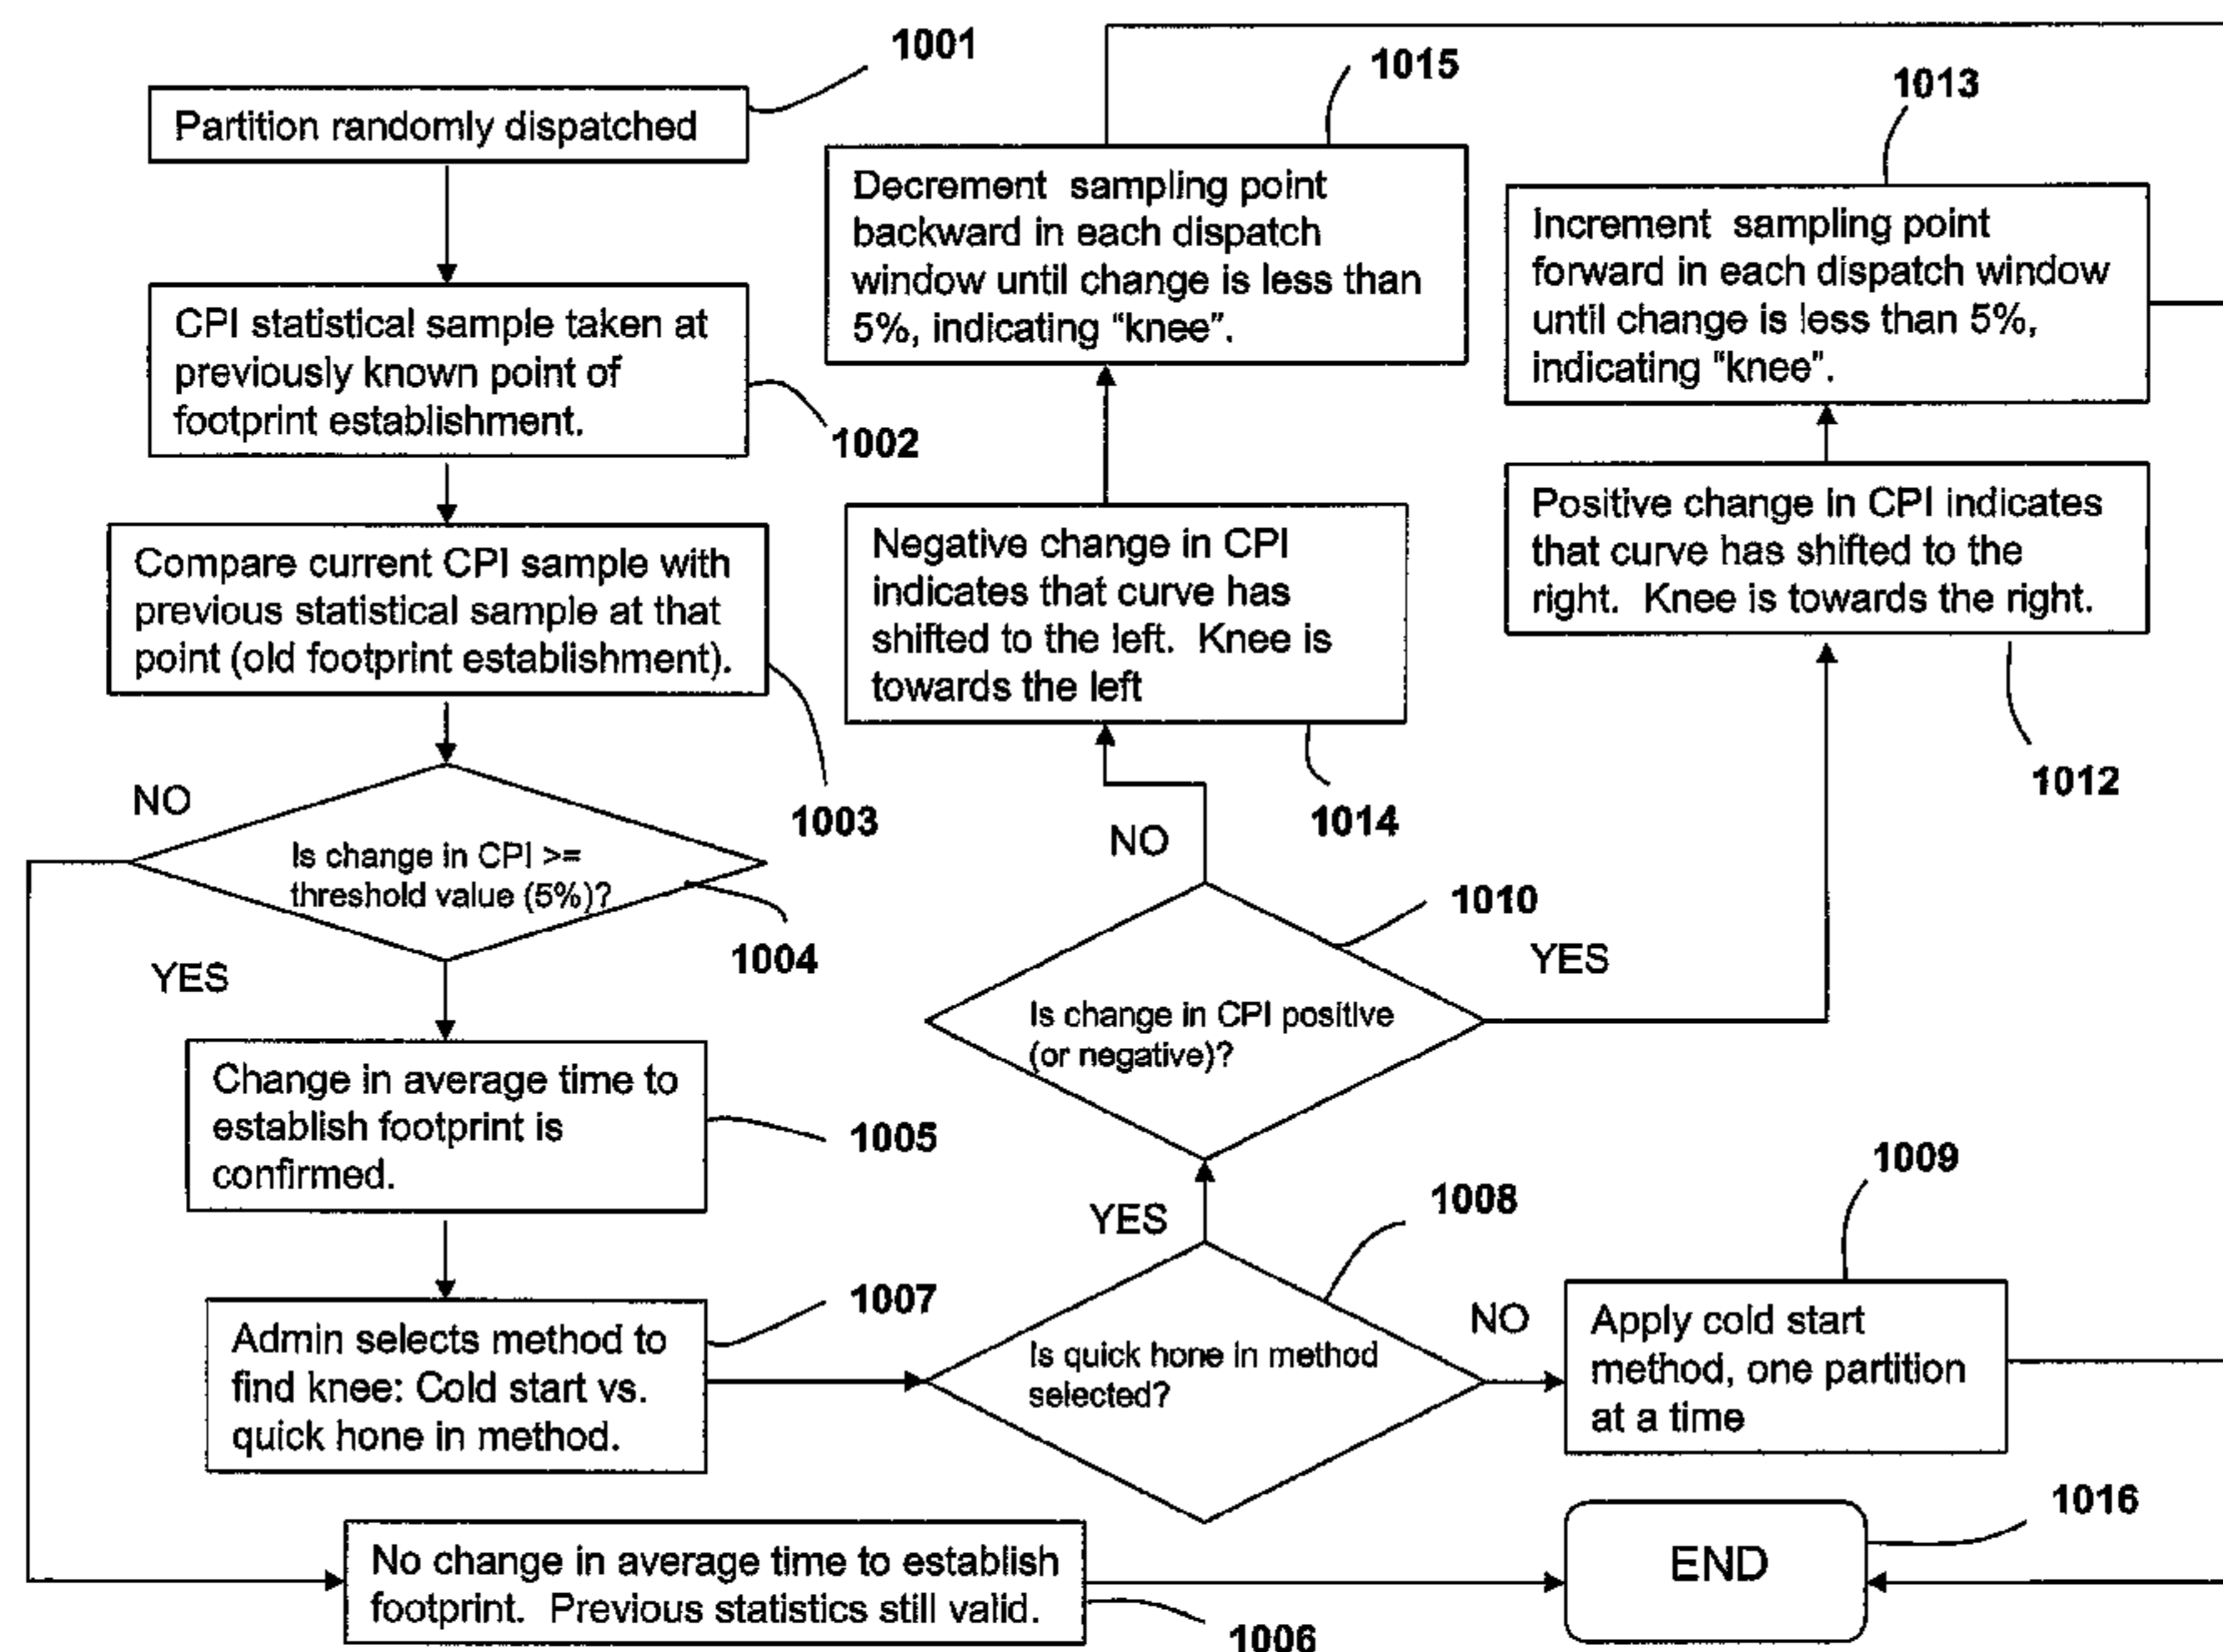 1001
Partition randomly dispatched
CPI statistical sample taken at
previously known point of
footprint establishment.
1002
Compare current CPI sample with
previous statistical sample at that
point (old footprint establishment).
1003
NO
Is change in CPI >=
threshold value (5%)?
1004
YES
Change in average time to
establish footprint is
confirmed.
1005
Admin selects method to
find knee: Cold start vs.
quick hone in method.
1007
No change in average time to establish
footprint.  Previous statistics still valid.
1006
1015
Decrement  sampling point
backward in each dispatch
window until change is less than
5%, indicating “knee”.
Negative change in CPI
indicates that curve has
shifted to the left.  Knee is
towards the left
1014
NO
1010
Is change in CPI positive
(or negative)?
YES
YES
1008
Is quick hone in method
selected?
NO
1013
Increment  sampling point
forward in each dispatch window
until change is less than 5%,
indicating “knee”.
Positive change in CPI indicates
that curve has shifted to the
right.  Knee is towards the right.
1012
1009
Apply cold start
method, one partition
at a time
1016
END